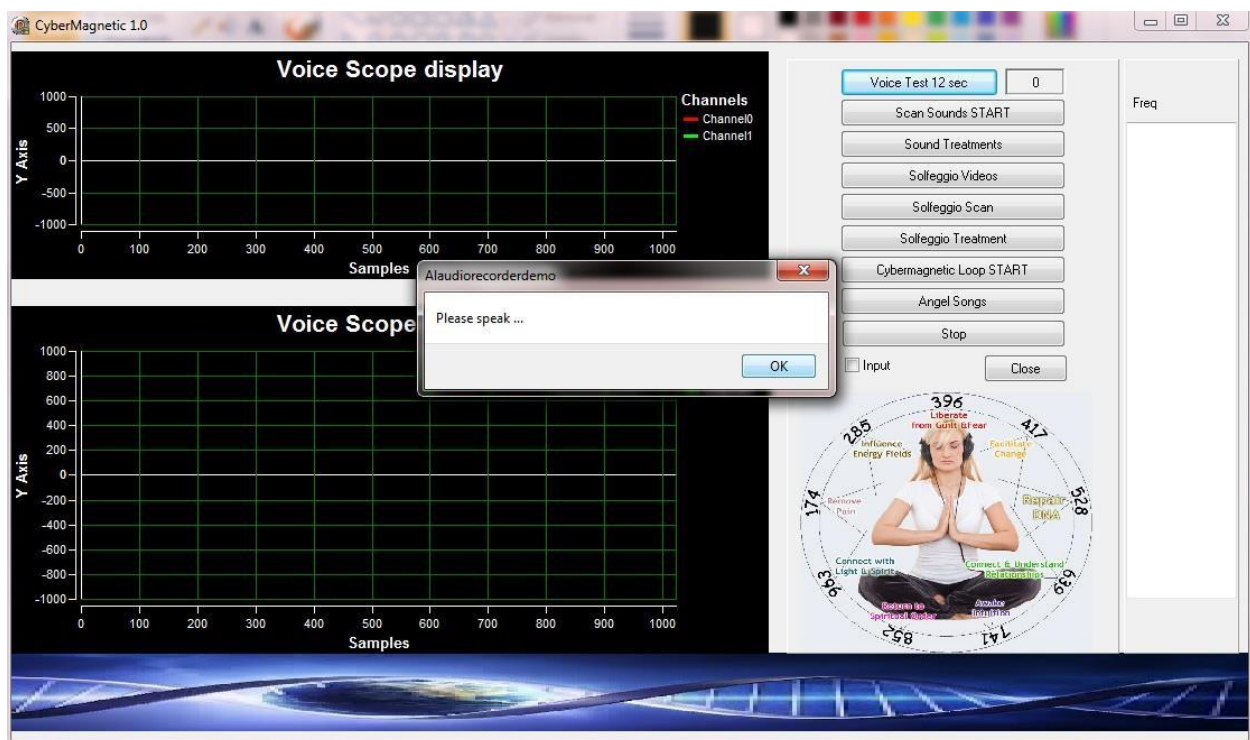 CyberMagnetic 1.0
Voice Scope display
Channels
Channel0
Channel1
Y Axis
1000
500
0
-500
-1000
0 100 200 300 400 500 600 700 800 900 1000
Samples
Voice Scope
Y Axis
1000
800
600
400
200
0
-200
-400
-600
-800
-1000
0 100 200 300 400 500 600 700 800 900 1000
Samples
Alaudiorecorderdemo
Please speak ...
OK
Voice Test 12 sec 0
Scan Sounds START
Sound Treatments
Solfeggio Videos
Solfeggio Scan
Solfeggio Treatment
Cybermagnetic Loop START
Angel Songs
Stop
Input Close
Freq
396
Liberate
from Guilt & Fear
417
Facilitate
Change
528
Repair
DNA
639
Connect & Understand
Relationships
741
Awake
Intuition
852
Return to
Spiritual Order
963
Connect with
Light & Spirit
174
Remove
Pain
285
Influence
Energy Fields